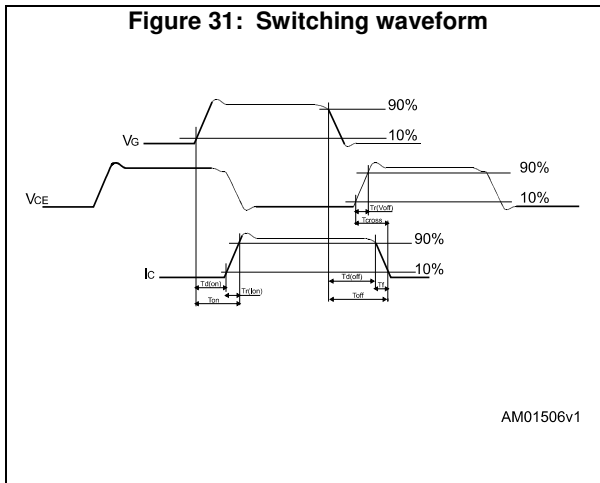 Figure 31: Switching waveform
90%
VG
10%
90%
VCE
10%
Tr(Voff)
Tcross
90%
IC
10%
Td(on)
Td(off)
Tf
Tr(Ion)
Ton
Toff
AM01506v1